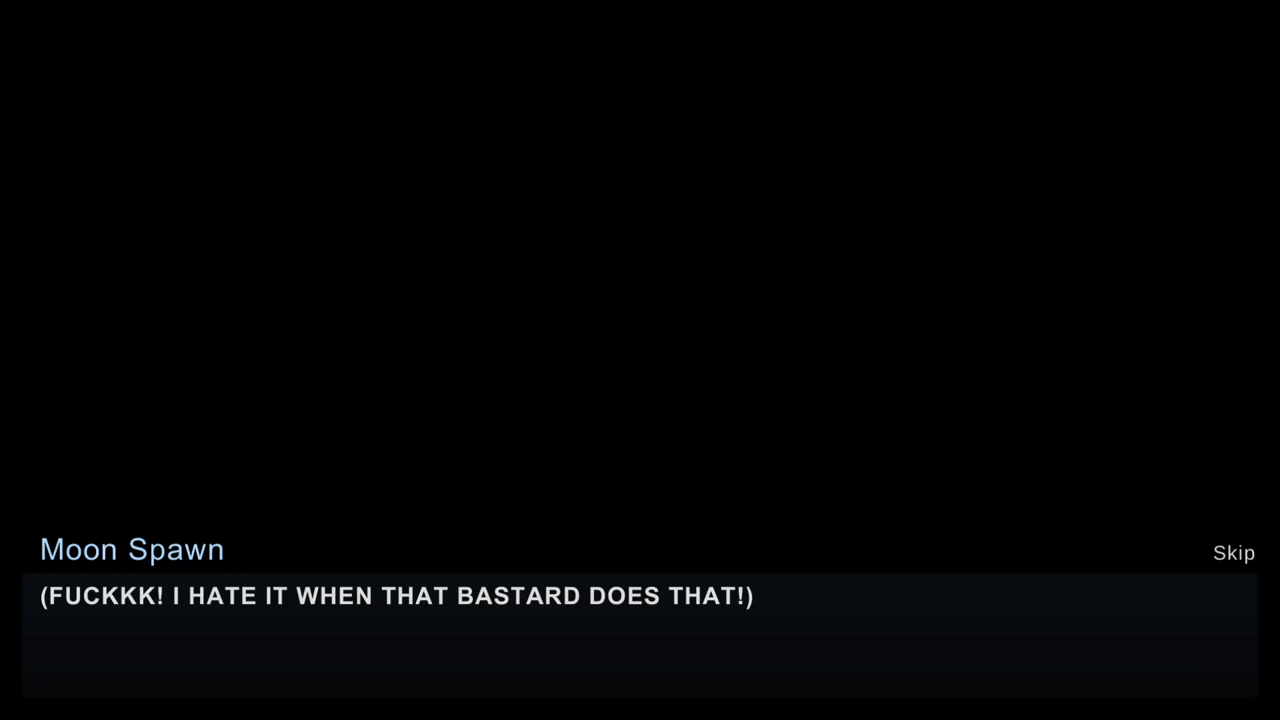 Moon Spawn
Skip
(FUCKKK! I HATE IT WHEN THAT BASTARD DOES THAT!)